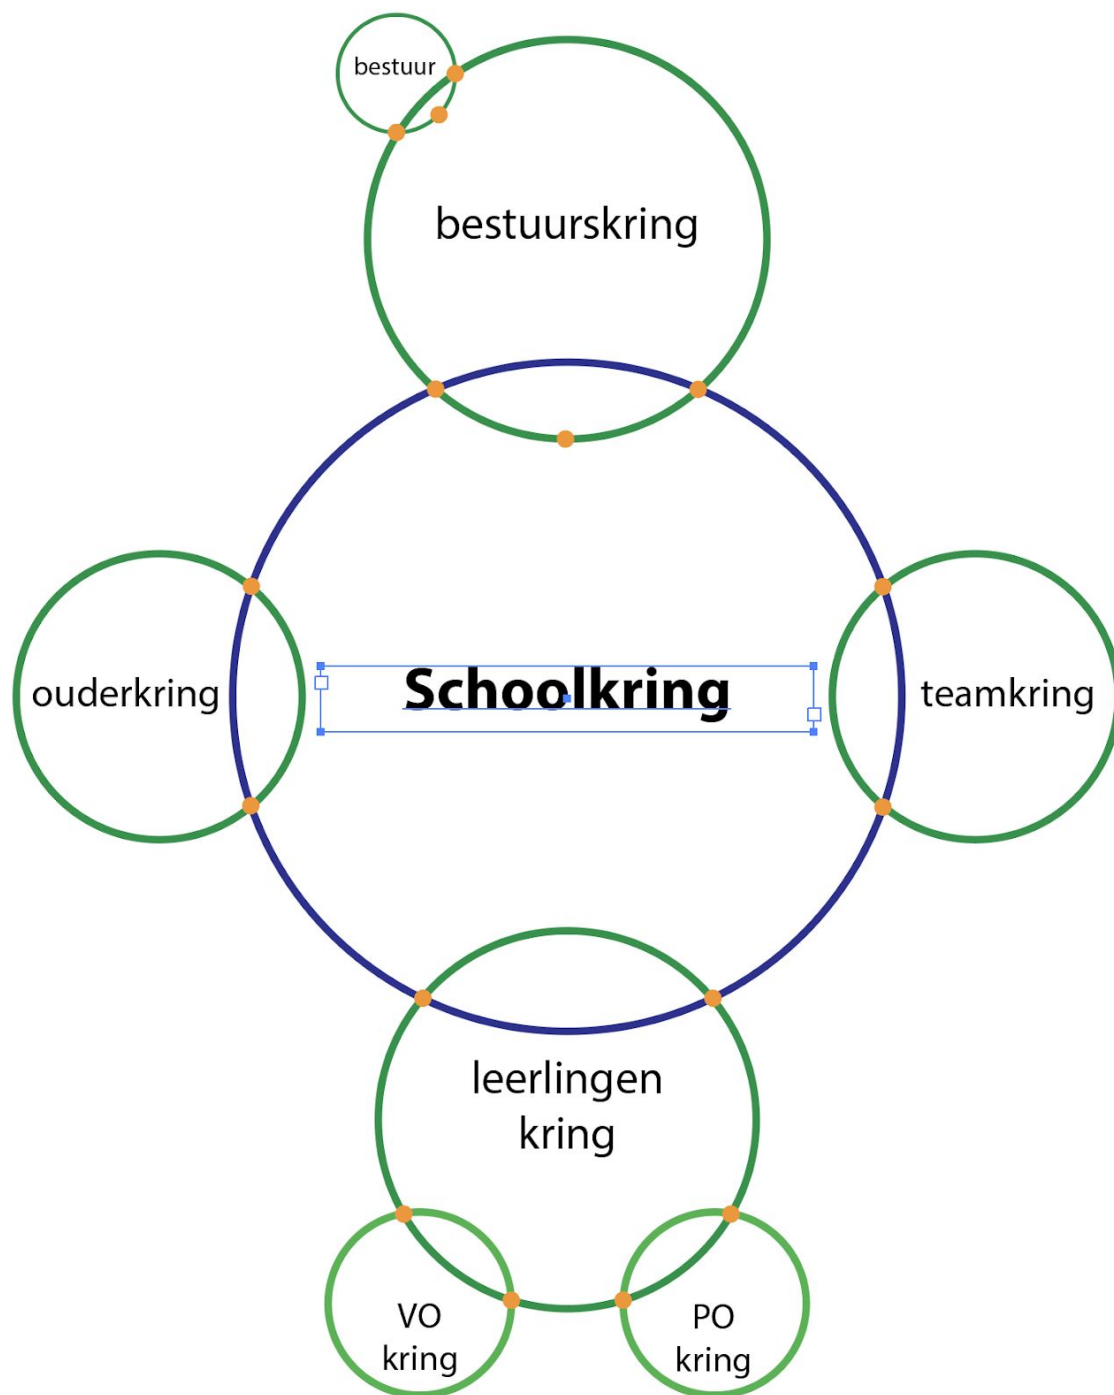 bestuur
bestuurskring
ouderkring
Schoolkring
teamkring
leerlingen
kring
VO
kring
PO
kring